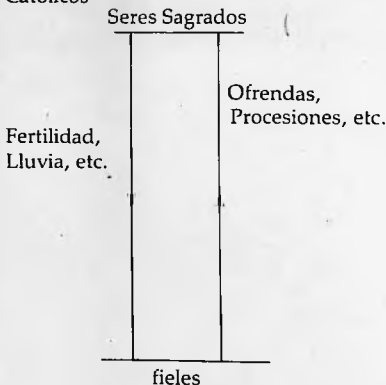 Católicos
Seres Sagrados
Ofrendas,
Procesiones, etc.
Fertilidad,
Lluvia, etc.
fieles